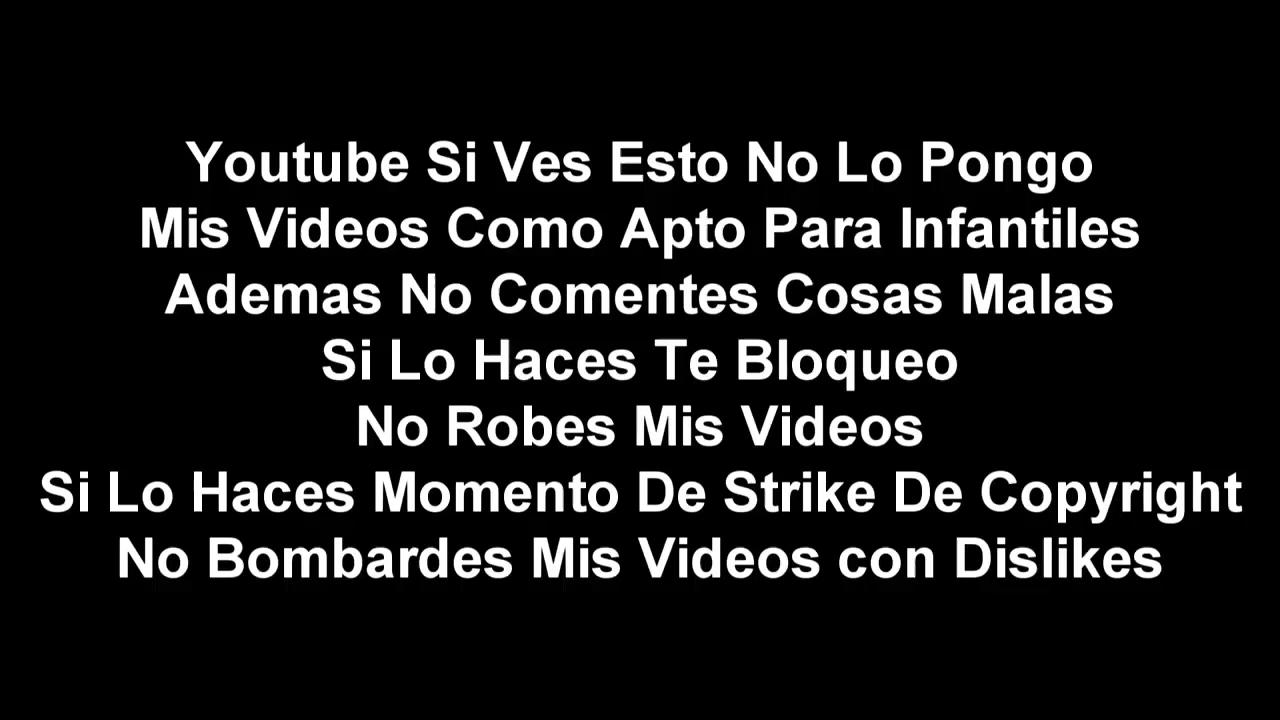 Youtube Si Ves Esto No Lo Pongo
Mis Videos Como Apto Para Infantiles
Ademas No Comentes Cosas Malas
Si Lo Haces Te Bloqueo
No Robes Mis Videos
Si Lo Haces Momento De Strike De Copyright
No Bombardes Mis Videos con Dislikes